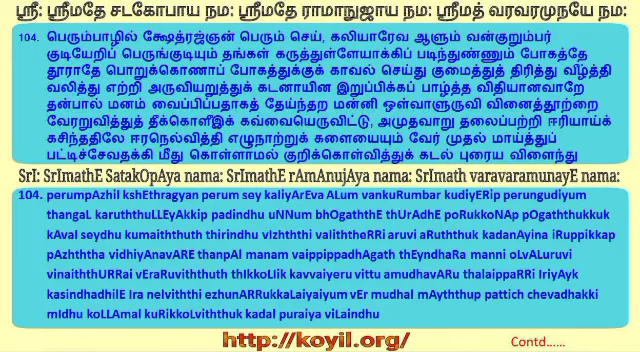 ஸ்ரீ: ஸ்ரீமதே சடகோபாய நம: ஸ்ரீமதே ராமாநுஜாய நம: ஸ்ரீமத் வரவரமுநயே நம:
104. பெரும்பாழில் க்ஷேத்ரஜ்ஞன் பெரும் செய், கலியாரேவ ஆளும் வன்குறும்பர்
குடியேறிப் பெருங்குடியும் தங்கள் கருத்துள்ளேயாக்கிப் படிந்துண்ணும் போகத்தே
தூராதே பொறுக்கொணாப் போகத்துக்குக் காவல் செய்து குமைத்துத் திரித்து வீழ்த்தி
வலித்து எற்றி அருவியறுத்துக் கடனாயின இறுப்பிக்கப் பாழ்த்த விதியானவாறே
தன்பால் மனம் வைப்பிப்பதாகத் தேய்ந்தற மன்னி ஒள்வாளுருவி வினைத்தூற்றை
வேரறுவித்துத் தீக்கொளீஇக் கவ்வையெருவிட்டு, அமுதவாறு தலைப்பற்றி ஈரியாய்க்
கசிந்ததிலே ஈரநெல்வித்தி எழுநாற்றுக் களையையும் வேர் முதல் மாய்த்துப்
பட்டிச்சேவதக்கி மீது கொள்ளாமல் குறிக்கொள்வித்துக் கடல் புரைய விளைந்து
SrI: SrImathE SatakOpAya nama: SrImathE rAmAnujAya nama: SrImath varavaramunayE nama:
104. perumpAzhil kshEthragyan perum sey kaliyArEva ALum vankuRumbar kudiyERip perungudiyum
thangaL karuththuLLEyAkkip padindhu uNNum bhOgaththE thUrAdhE poRukkoNAp pOgaththukkuk
kAvaL seydhu kumaiththuth thirindhu vIzhththi valiththeRRi aruvi aRuththuk kadanAyina iRuppikkap
pAzhththa vidhiyAnavARE thanpAl manam vaippippadhAgath thEyndhaRa manni oLvALuruvi
vinaiththURRai vEraRuviththuth thIkkoLIik kavvaiyeru vittu amudhavARu thalaippaRRi IriyAyk
kasindhadhilE Ira nelviththi ezhunARRukkaLaiyaiyum vEr mudhal mAyththup pattich chevadhakki
mIdhu koLLAmal kuRikkoLviththuk kadal puraiya viLaindhu
http://koyil.org/
Contd......